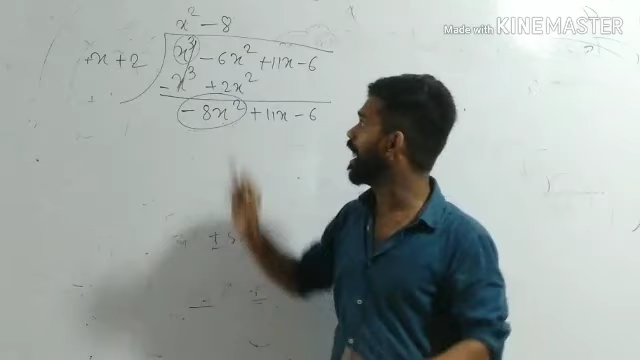 Made with KINEMASTER
x² - 8
+x + 2
x³ - 6x² + 11x - 6
- x³ + 2x²
- 8x² + 11x - 6